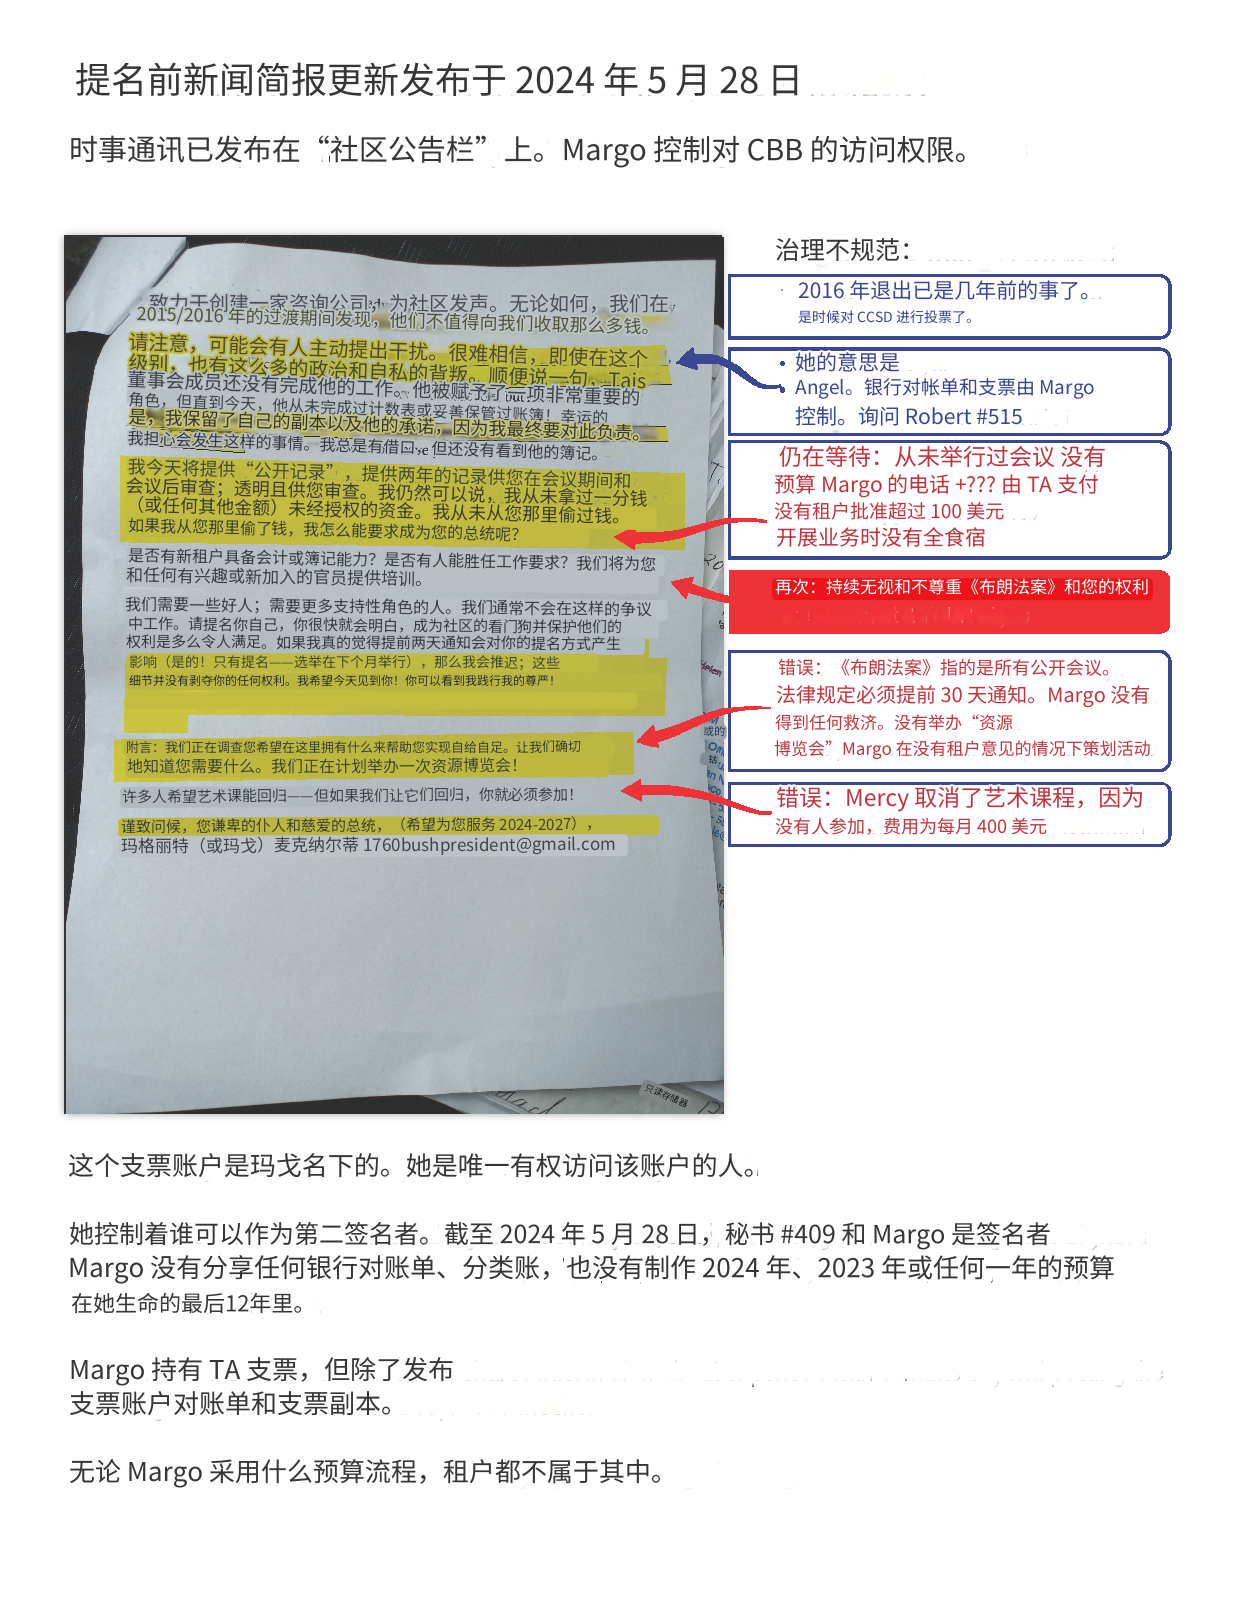 提名前新闻简报更新发布于 2024 年 5 月 28 日
时事通讯已发布在“社区公告栏”上。Margo 控制对 CBB 的访问权限。
致力于创建一家咨询公司，为社区发声。无论如何，我们在
2015/2016 年的过渡期间发现，他们不值得向我们收取那么多钱。
请注意，可能会有人主动提出干扰。很难相信，即使在这个
级别，也有这么多的政治和自私的背叛。顺便说一句，Tais
董事会成员还没有完成他的工作。他被赋予了一项非常重要的
角色，但直到今天，他从未完成过计数表或妥善保管过账簿！幸运的
是，我保留了自己的副本以及他的承诺，因为我最终要对此负责。
我担心会发生这样的事情。我总是有借口 但还没有看到他的簿记。
我今天将提供“公开记录”，提供两年的记录供您在会议期间和
会议后审查；透明且供您审查。我仍然可以说，我从未拿过一分钱
（或任何其他金额）未经授权的资金。我从未从您那里偷过钱。
如果我从您那里偷了钱，我怎么能要求成为您的总统呢？
是否有新租户具备会计或簿记能力？是否有人能胜任工作要求？我们将为您
和任何有兴趣或新加入的官员提供培训。
我们需要一些好人；需要更多支持性角色的人。我们通常不会在这样的争议
中工作。请提名你自己，你很快就会明白，成为社区的看门狗并保护他们的
权利是多么令人满足。如果我真的觉得提前两天通知会对你的提名方式产生
影响（是的！只有提名——选举在下个月举行），那么我会推迟；这些
细节并没有剥夺你的任何权利。我希望今天见到你！你可以看到我践行我的尊严！
附言：我们正在调查您希望在这里拥有什么来帮助您实现自给自足。让我们确切
地知道您需要什么。我们正在计划举办一次资源博览会！
许多人希望艺术课能回归——但如果我们让它们回归，你就必须参加！
谨致问候，您谦卑的仆人和慈爱的总统，（希望为您服务 2024-2027），
玛格丽特（或玛戈）麦克纳尔蒂 1760bushpresident@gmail.com
只读存储器
治理不规范：
· 2016 年退出已是几年前的事了。
是时候对 CCSD 进行投票了。
• 她的意思是
• Angel。银行对帐单和支票由 Margo
控制。询问 Robert #515
仍在等待：从未举行过会议 没有
预算 Margo 的电话 +??? 由 TA 支付
没有租户批准超过 100 美元
开展业务时没有全食宿
再次：持续无视和不尊重《布朗法案》和您的权利
错误：《布朗法案》指的是所有公开会议。
法律规定必须提前 30 天通知。Margo 没有
得到任何救济。没有举办“资源
博览会”Margo 在没有租户意见的情况下策划活动
错误：Mercy 取消了艺术课程，因为
没有人参加，费用为每月 400 美元
这个支票账户是玛戈名下的。她是唯一有权访问该账户的人。
她控制着谁可以作为第二签名者。截至 2024 年 5 月 28 日，秘书 #409 和 Margo 是签名者
Margo 没有分享任何银行对账单、分类账，也没有制作 2024 年、2023 年或任何一年的预算
在她生命的最后12年里。
Margo 持有 TA 支票，但除了发布
支票账户对账单和支票副本。
无论 Margo 采用什么预算流程，租户都不属于其中。